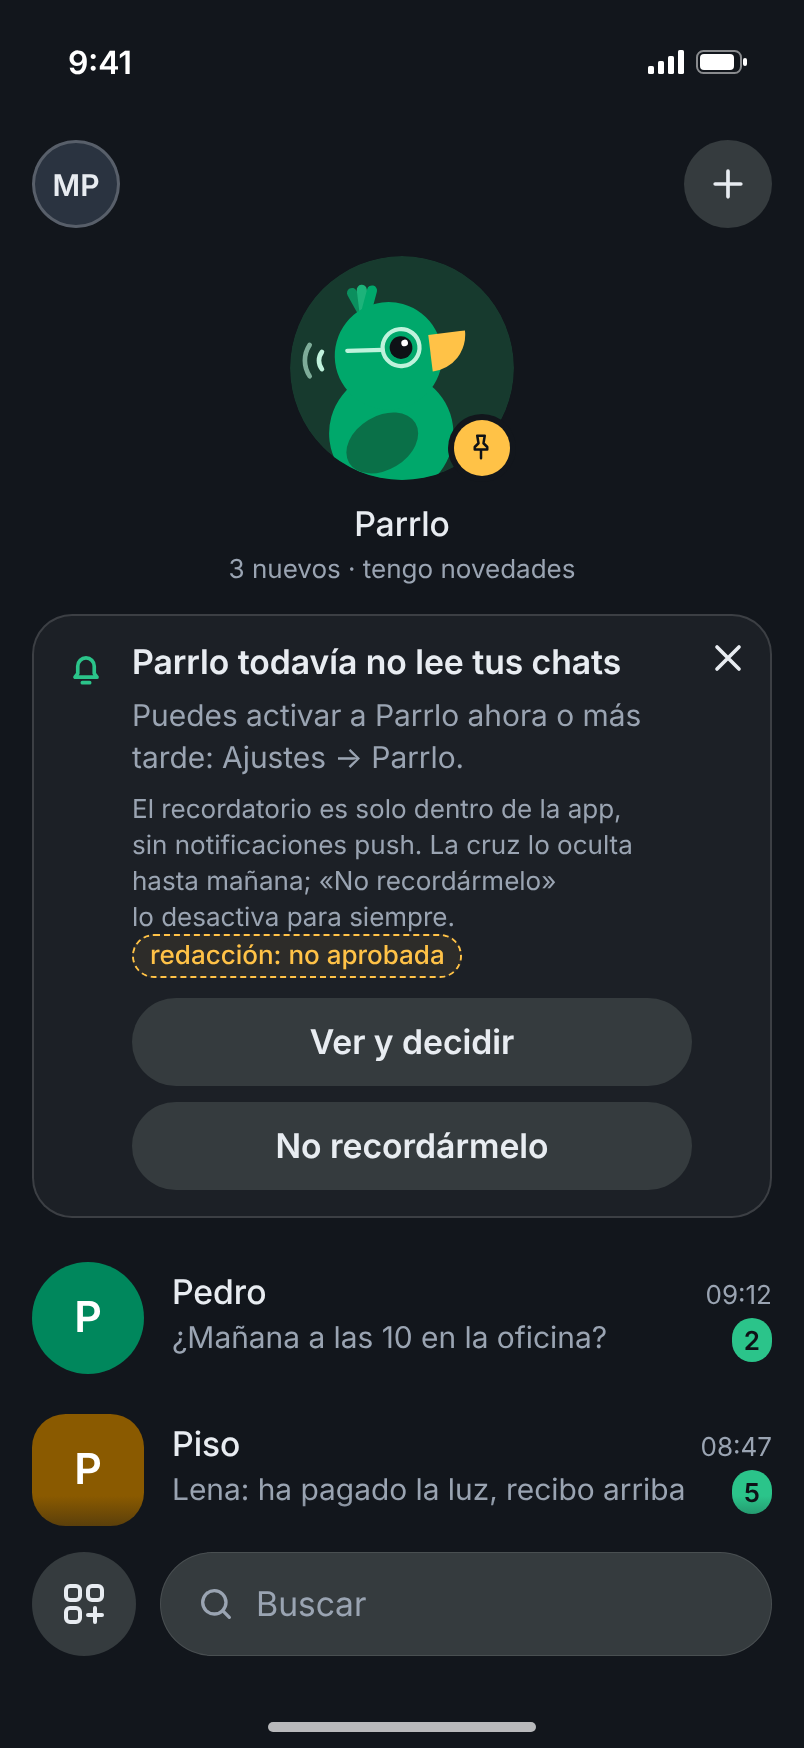 9:41
MP
Parrlo
3 nuevos · tengo novedades
Parrlo todavía no lee tus chats
Puedes activar a Parrlo ahora o más
tarde: Ajustes → Parrlo.
El recordatorio es solo dentro de la app,
sin notificaciones push. La cruz lo oculta
hasta mañana; «No recordármelo»
lo desactiva para siempre.
redacción: no aprobada
Ver y decidir
No recordármelo
P
Pedro
09:12
¿Mañana a las 10 en la oficina?
2
P
Piso
08:47
Lena: ha pagado la luz, recibo arriba
5
Buscar